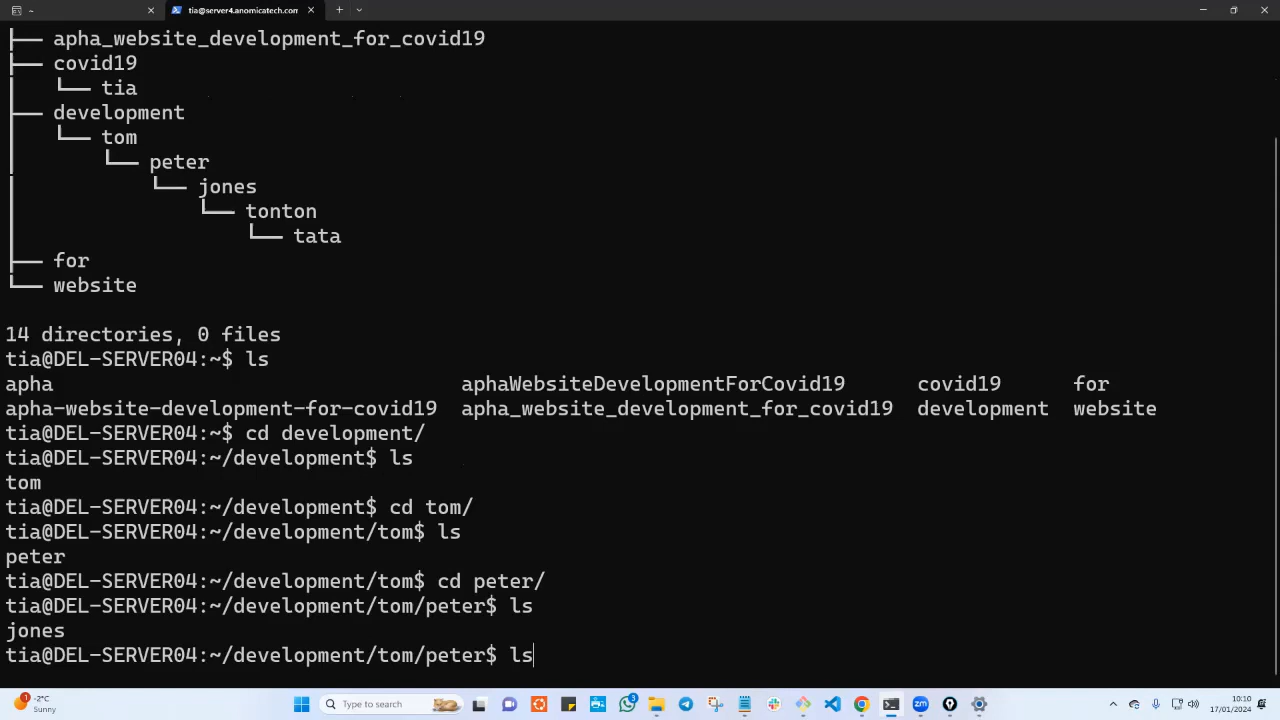 ~ tia@server4.anomicatech.com
├── apha_website_development_for_covid19
├── covid19
│   └── tia
├── development
│   └── tom
│       └── peter
│           └── jones
│               └── tonton
│                   └── tata
├── for
└── website
14 directories, 0 files
tia@DEL-SERVER04:~$ ls
apha aphaWebsiteDevelopmentForCovid19 covid19 for
apha-website-development-for-covid19 apha_website_development_for_covid19 development website
tia@DEL-SERVER04:~$ cd development/
tia@DEL-SERVER04:~/development$ ls
tom
tia@DEL-SERVER04:~/development$ cd tom/
tia@DEL-SERVER04:~/development/tom$ ls
peter
tia@DEL-SERVER04:~/development/tom$ cd peter/
tia@DEL-SERVER04:~/development/tom/peter$ ls
jones
tia@DEL-SERVER04:~/development/tom/peter$ ls
1 -2°C
Sunny
Type to search
3
zm
10:10
17/01/2024